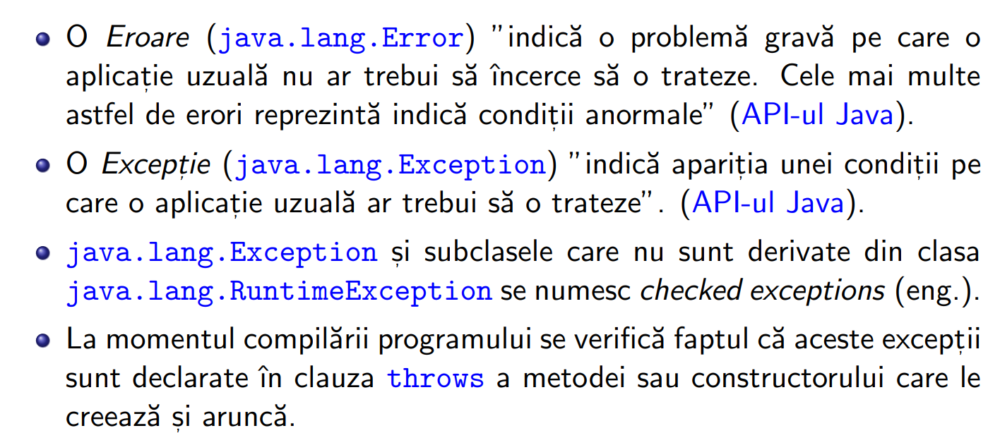 O Eroare (java.lang.Error) ”indică o problemă gravă pe care o
aplicație uzuală nu ar trebui să încerce să o trateze. Cele mai multe
astfel de erori reprezintă indică condiții anormale” (API-ul Java).
O Excepție (java.lang.Exception) ”indică apariția unei condiții pe
care o aplicație uzuală ar trebui să o trateze”. (API-ul Java).
java.lang.Exception și subclasele care nu sunt derivate din clasa
java.lang.RuntimeException se numesc checked exceptions (eng.).
La momentul compilării programului se verifică faptul că aceste excepții
sunt declarate în clauza throws a metodei sau constructorului care le
creează și aruncă.